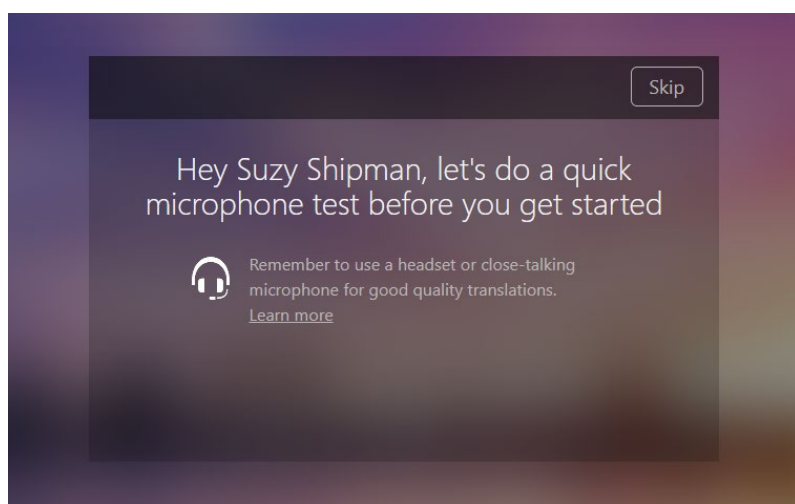 Skip
Hey Suzy Shipman, let's do a quick
microphone test before you get started
Remember to use a headset or close-talking
microphone for good quality translations.
Learn more